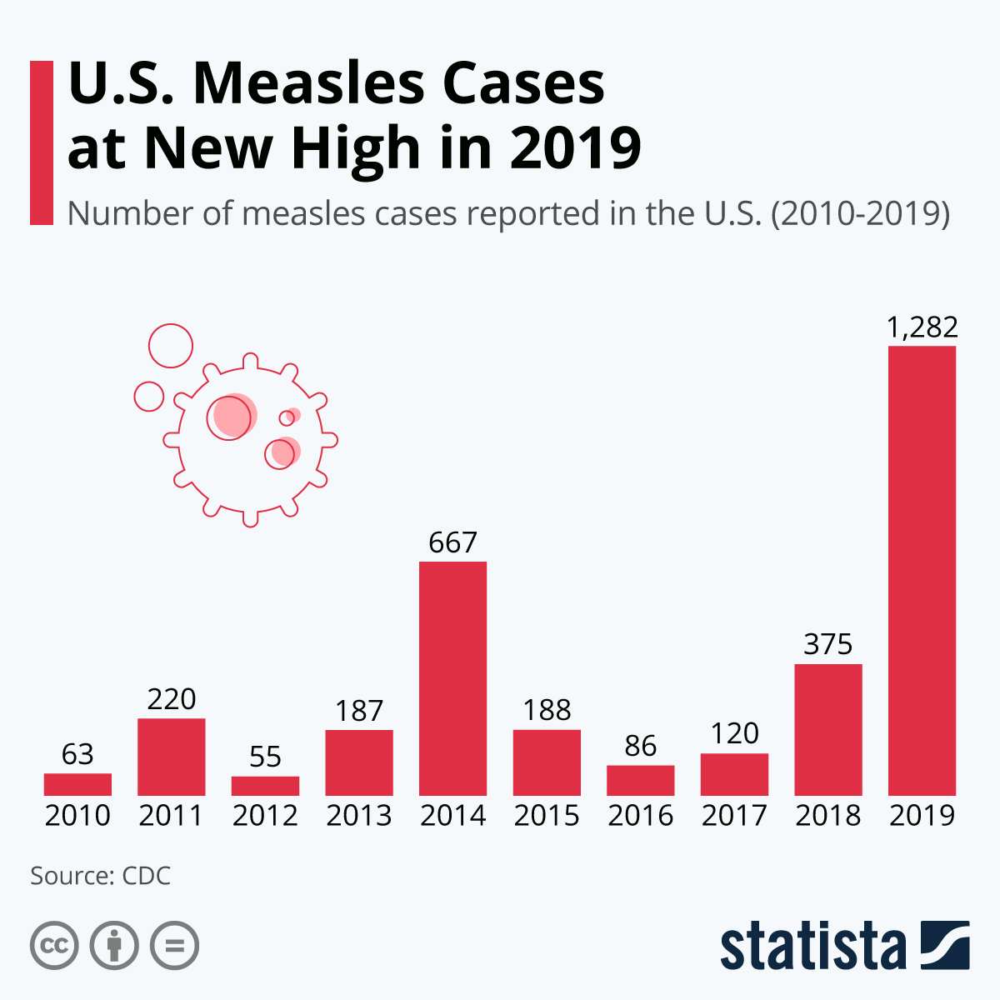 U.S. Measles Cases
at New High in 2019
Number of measles cases reported in the U.S. (2010-2019)
1,282
667
375
220
187
188
120
86
63
55
2010 2011 2012 2013 2014 2015 2016 2017 2018 2019
Source: CDC
cc
=
statista